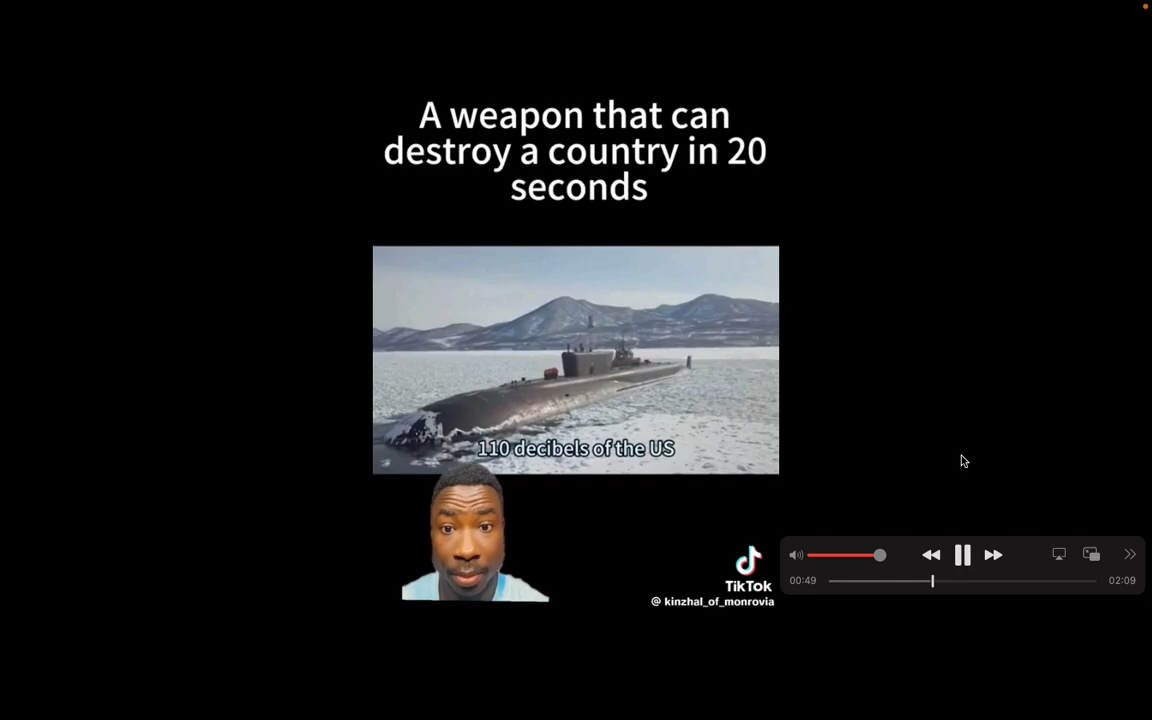 A weapon that can
destroy a country in 20
seconds
110 decibels of the US
TikTok
@ kinzhal_of_monrovia
00:49
02:09